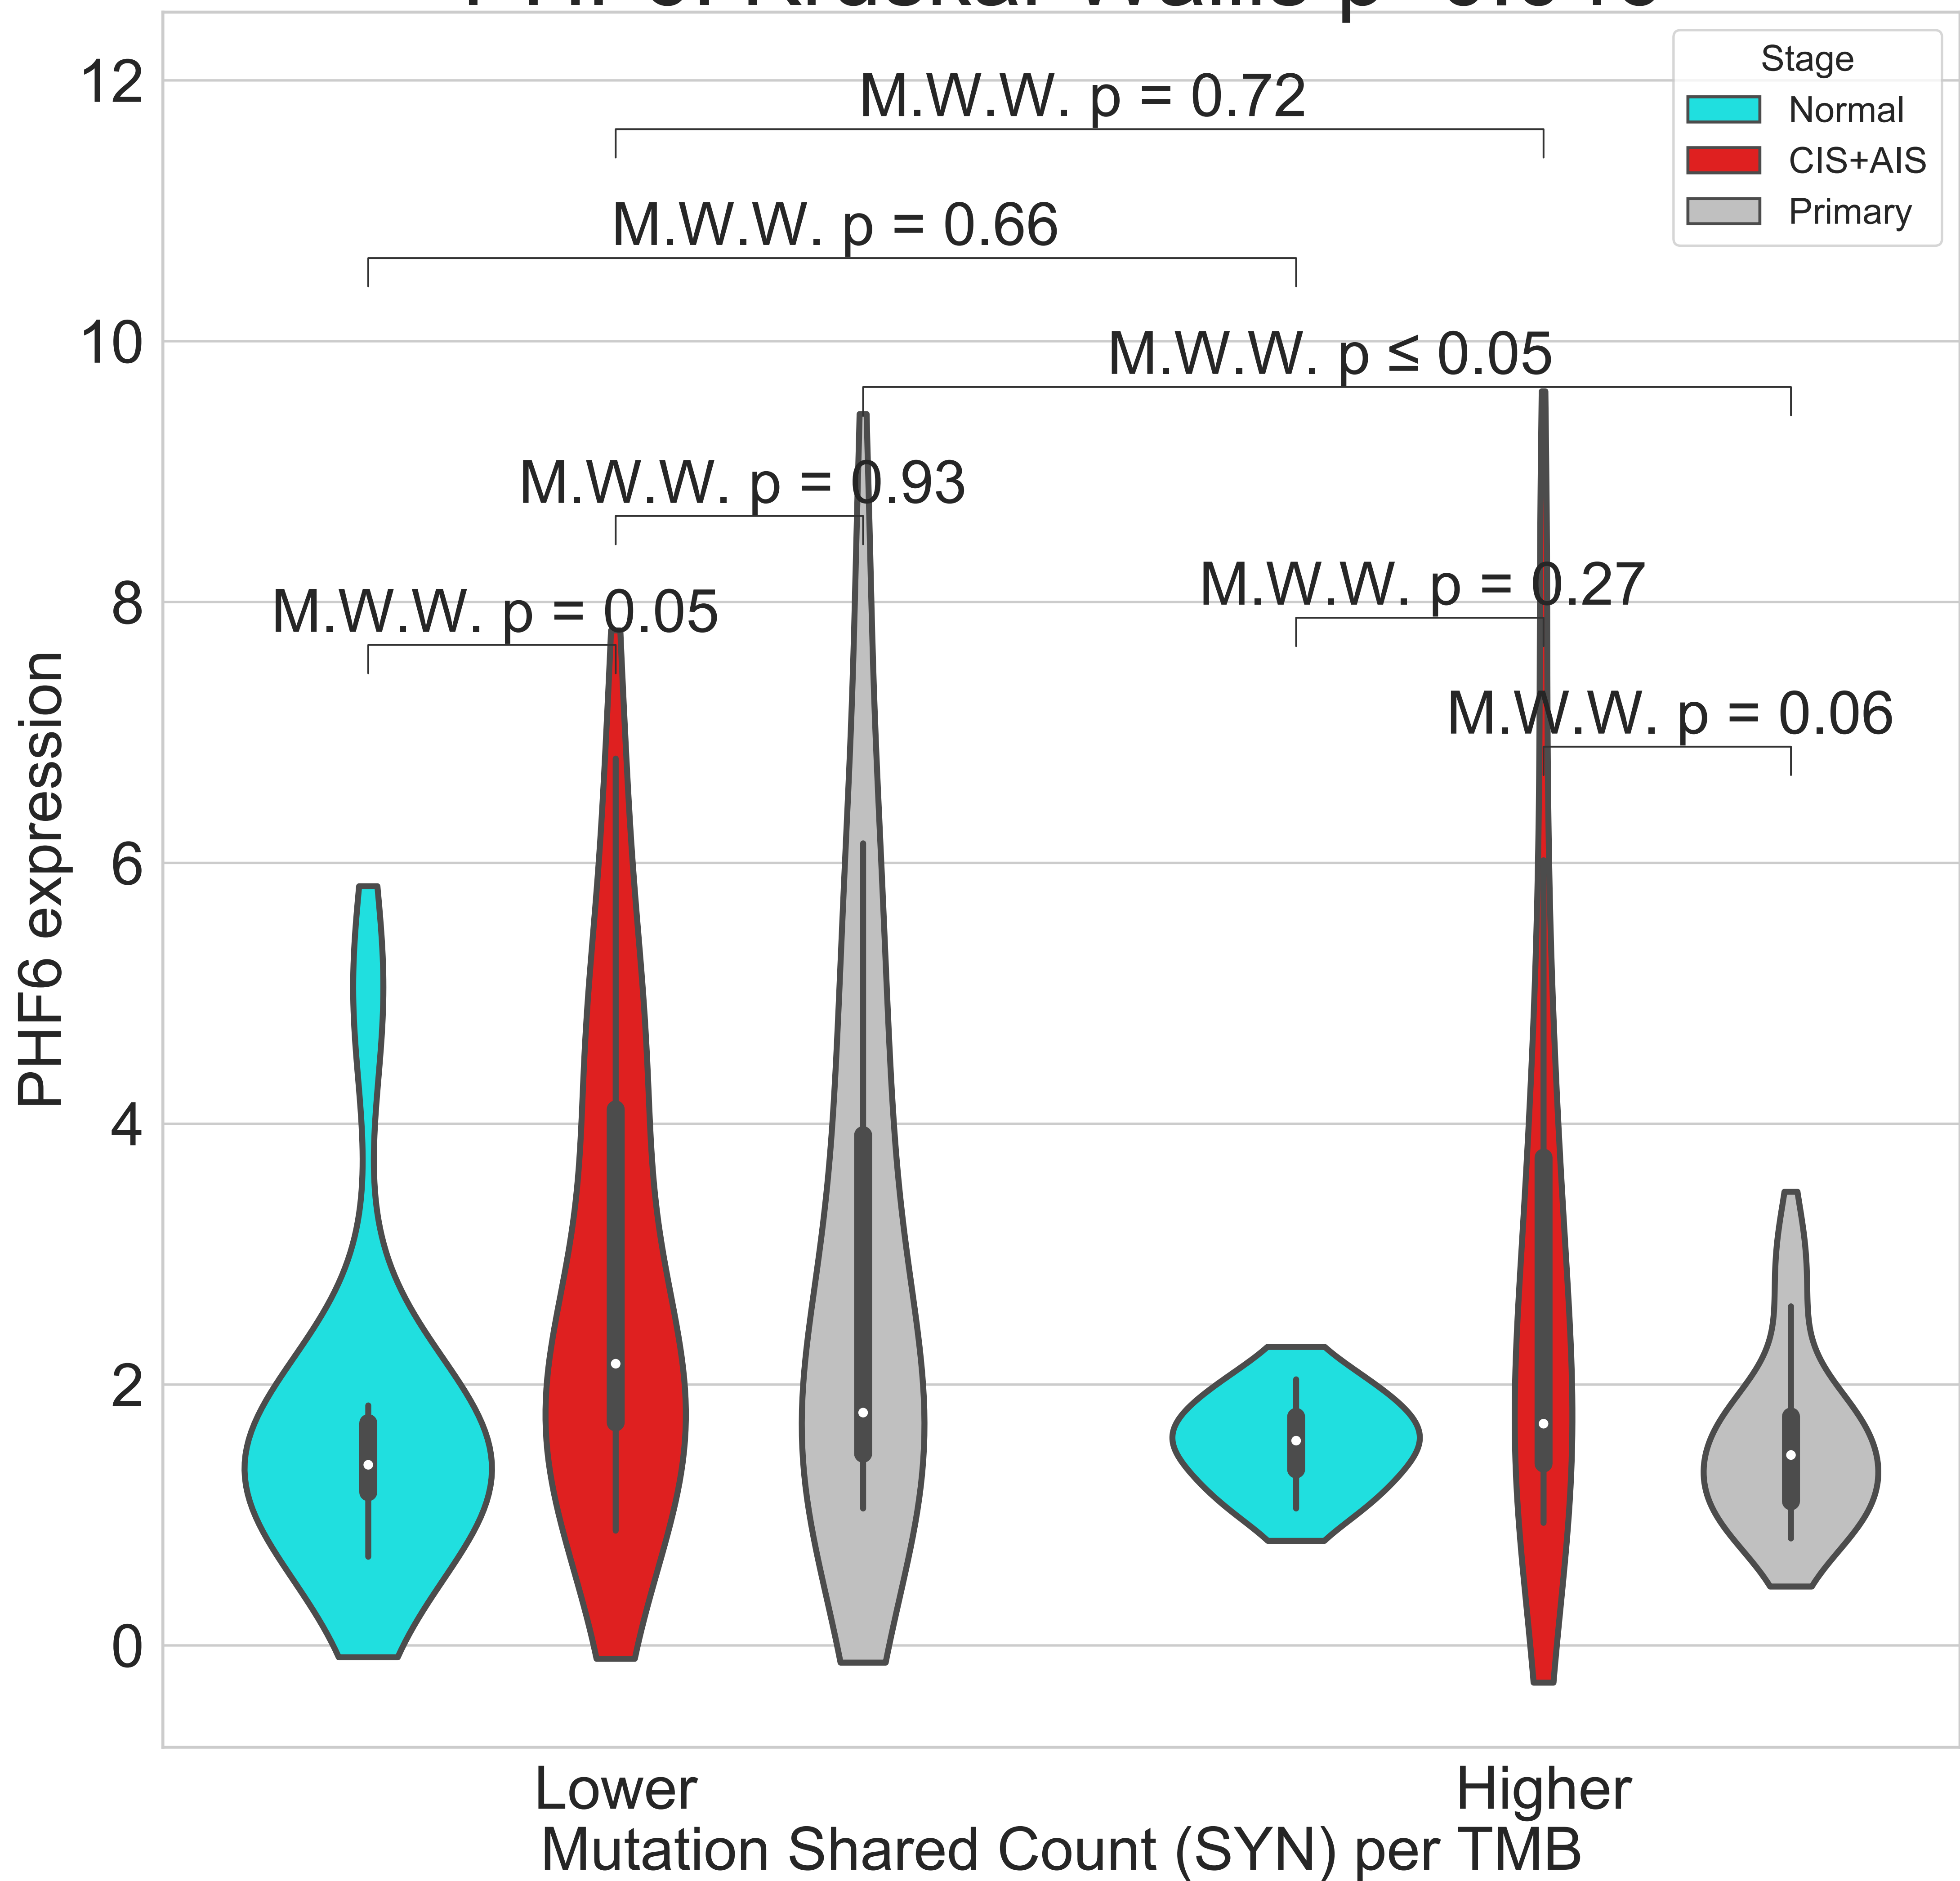 Stage
Normal
CIS+AIS
Primary
M.W.W. p = 0.72
M.W.W. p = 0.66
M.W.W. p ≤ 0.05
M.W.W. p = 0.93
M.W.W. p = 0.27
M.W.W. p = 0.05
M.W.W. p = 0.06
12
10
8
6
4
2
0
PHF6 expression
Lower
Higher
Mutation Shared Count (SYN) per TMB